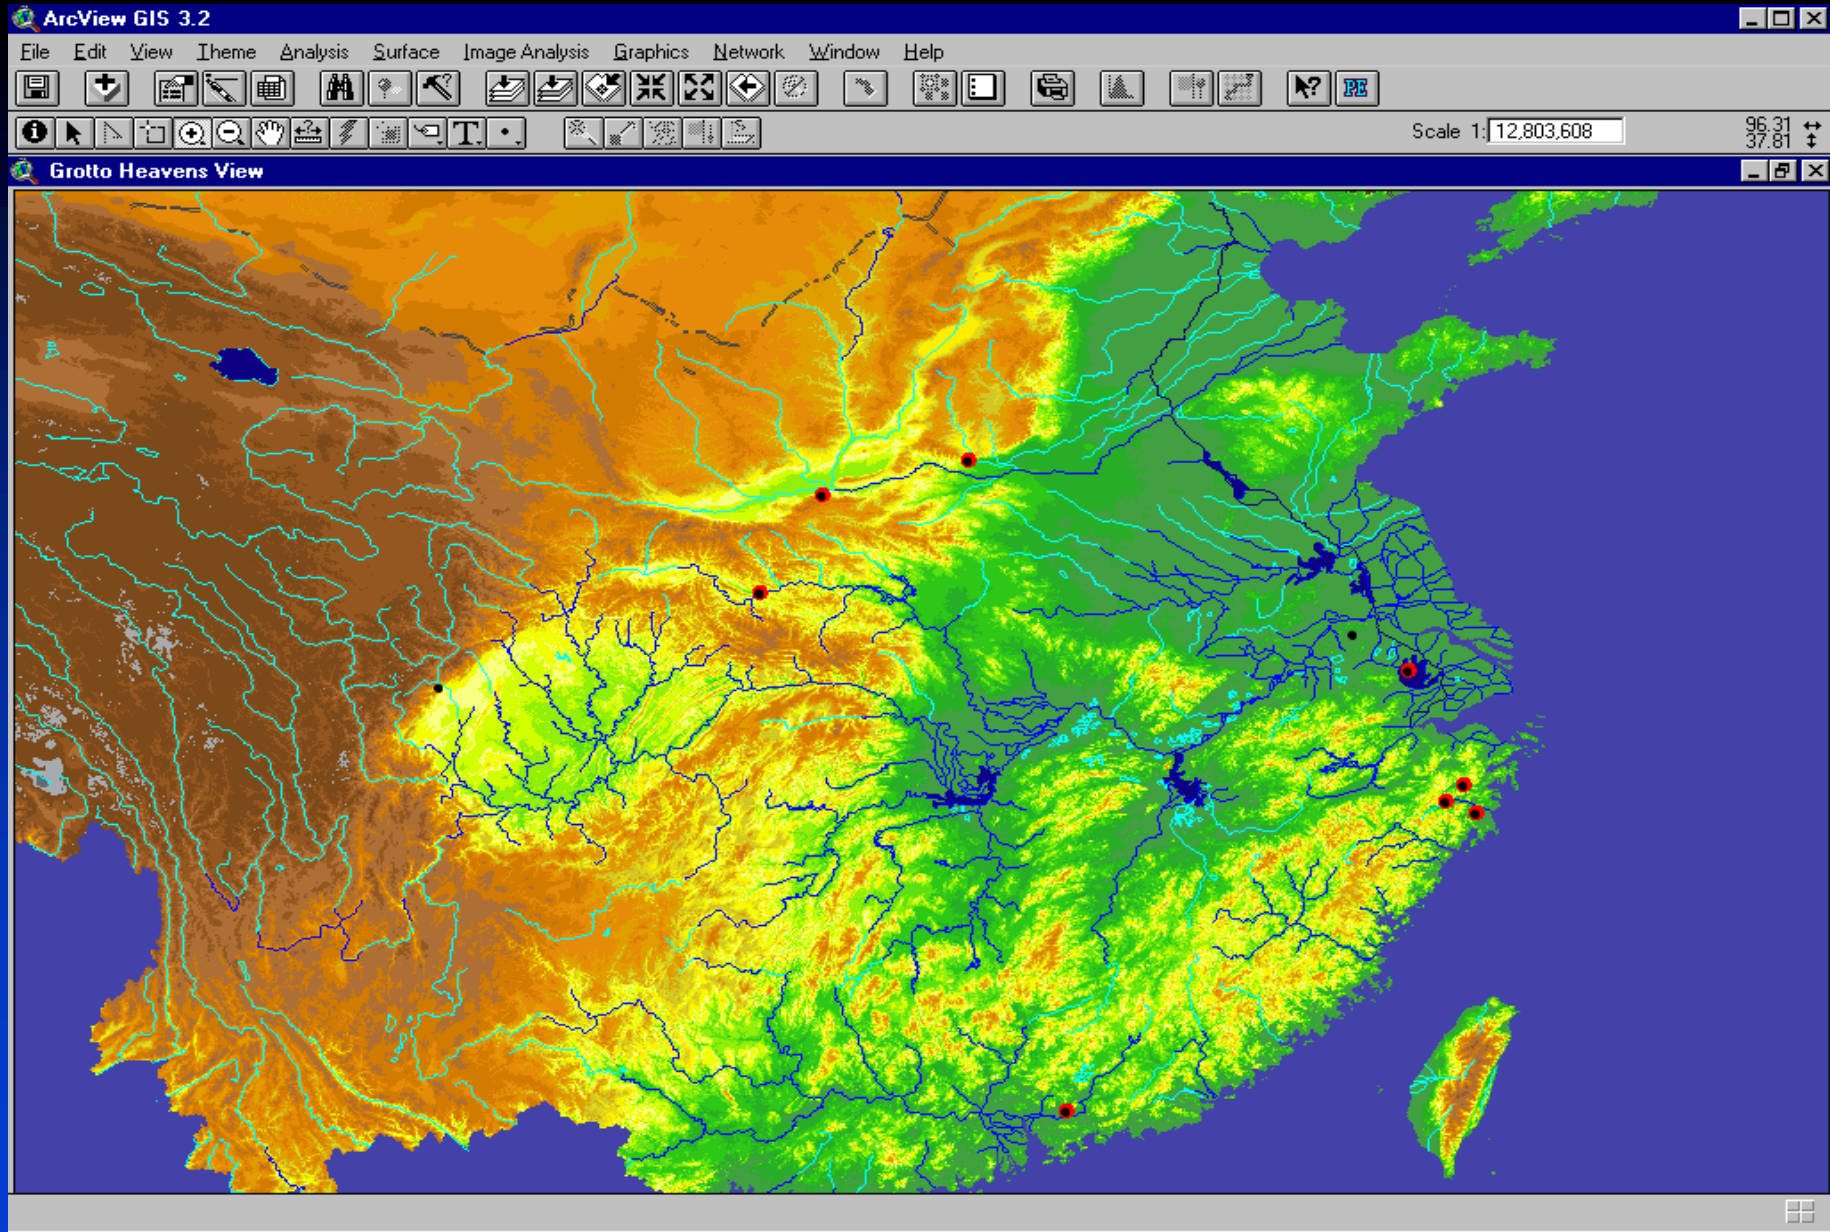 ArcView GIS 3.2
File Edit View Theme Analysis Surface Image Analysis Graphics Network Window Help
PE
T
Scale 1: 12,803,608
96.31
37.81
Grotto Heavens View